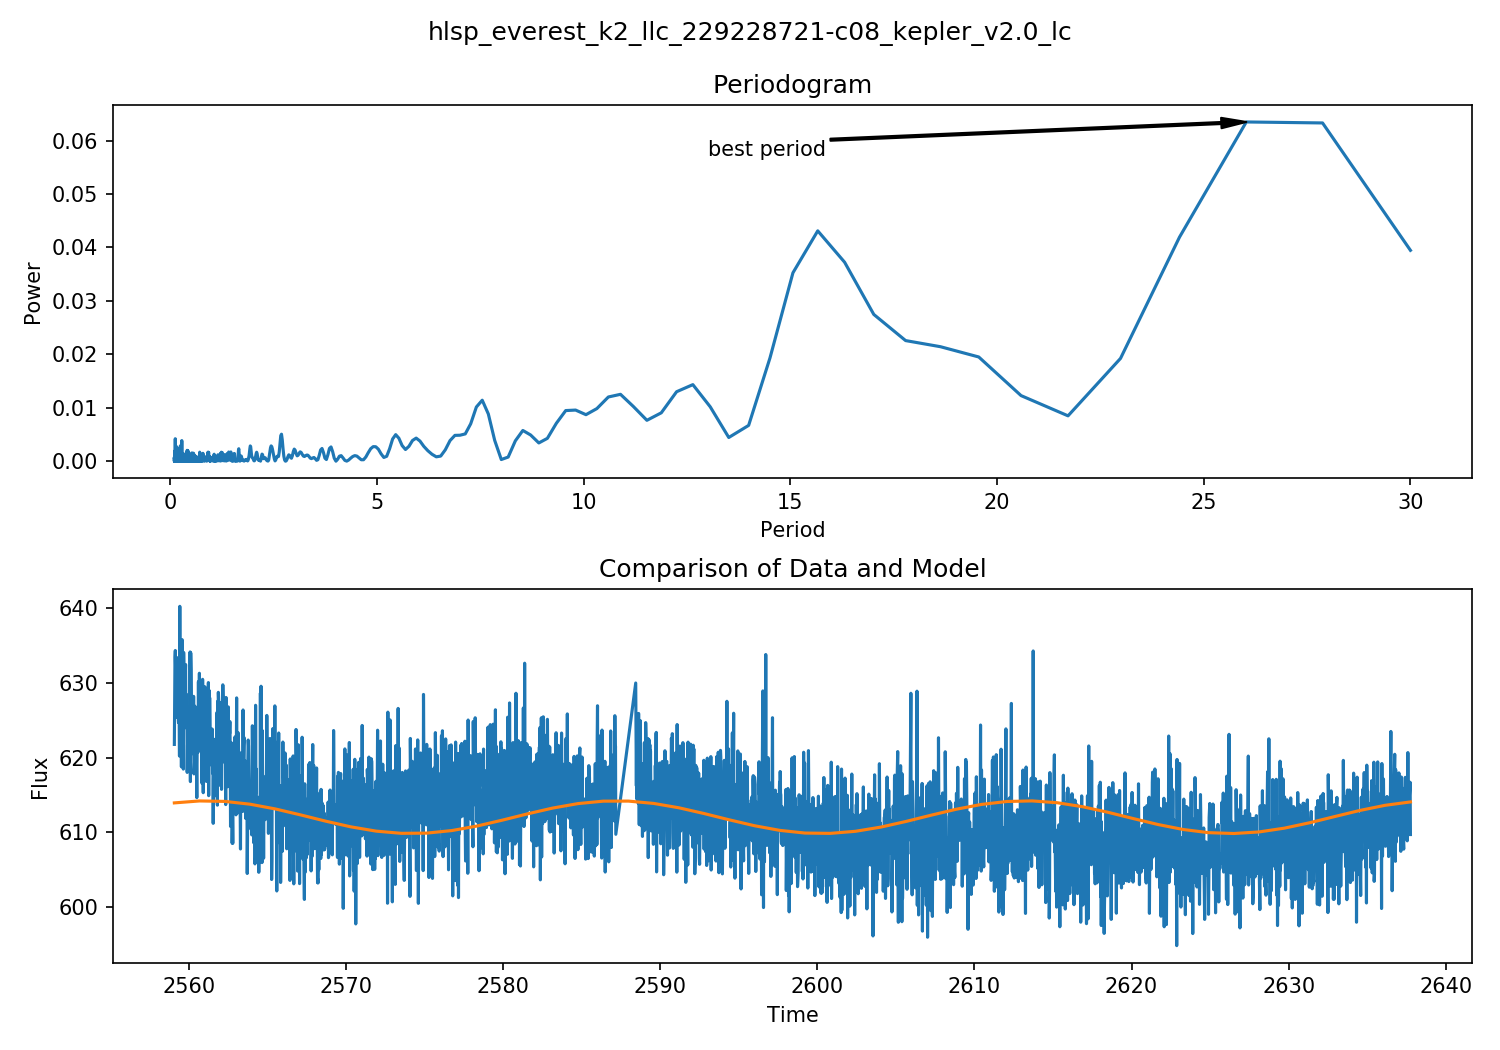 hlsp_everest_k2_llc_229228721-c08_kepler_v2.0_lc
Periodogram
0.06
0.05
0.04
0.03
0.02
0.01
0.00
Power
best period
0 5 10 15 20 25 30
Period
Comparison of Data and Model
640
630
620
610
600
Flux
2560 2570 2580 2590 2600 2610 2620 2630 2640
Time